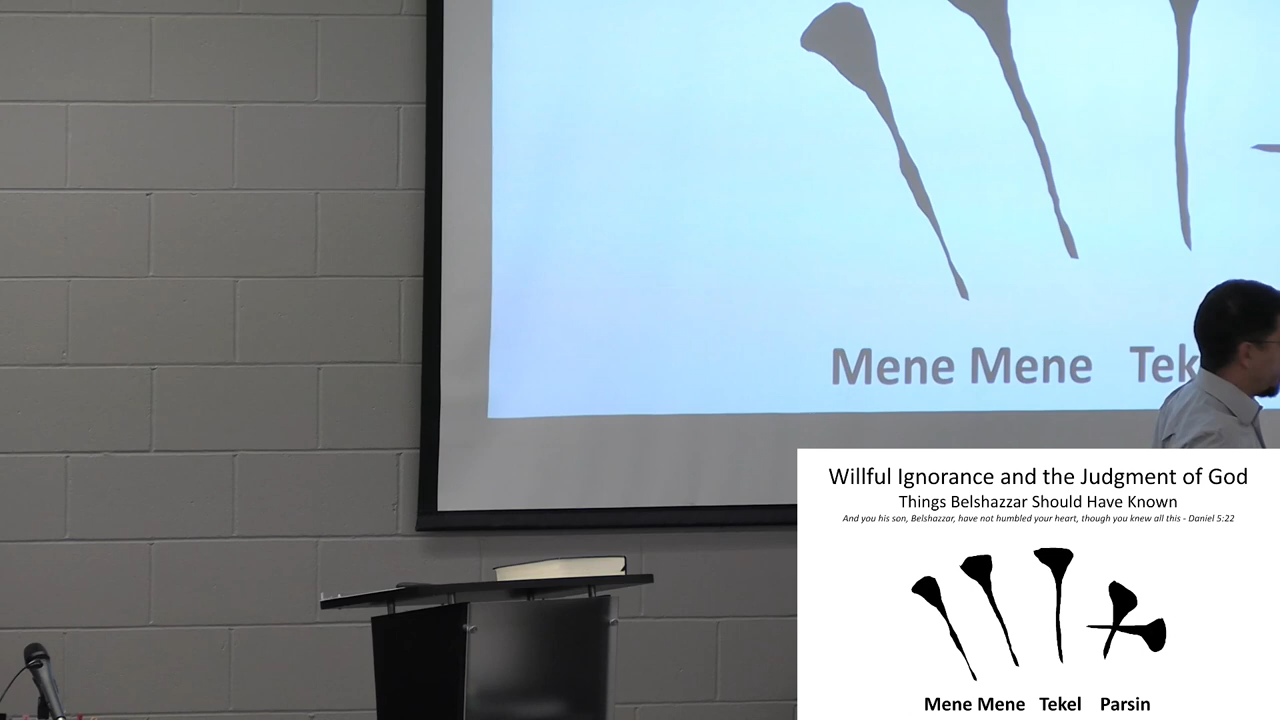 Mene Mene Tek
Willful Ignorance and the Judgment of God
Things Belshazzar Should Have Known
And you his son, Belshazzar, have not humbled your heart, though you knew all this - Daniel 5:22
Mene Mene Tekel Parsin